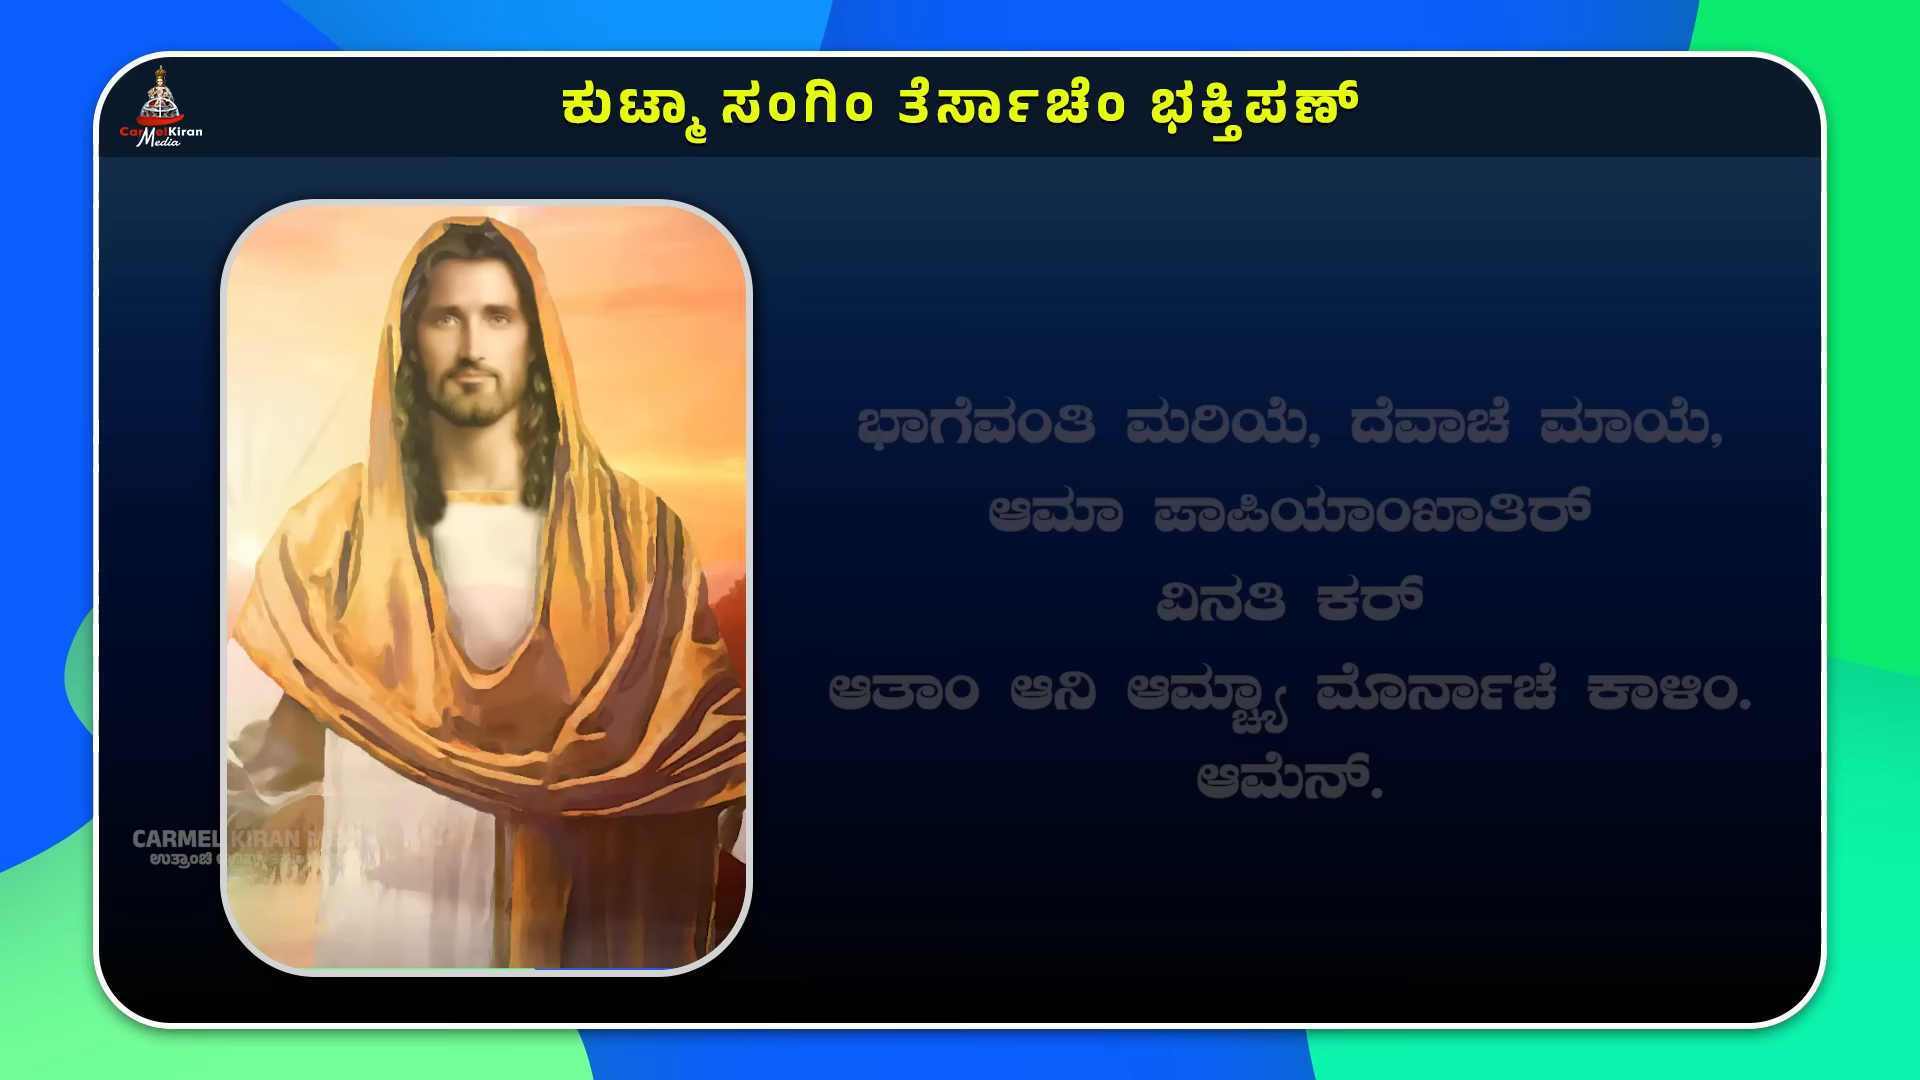 ಕುಟ್ಮಾ ಸಂಗಿಂ ತೆರ್ಸಾಚೆಂ ಭಕ್ತಿಪಣ್
CarmelKiran
Media
ಭಾಗೆವಂತಿ ಮರಿಯೆ, ದೆವಾಚೆ ಮಾಯೆ,
ಆಮಾ ಪಾಪಿಯಾಂಖಾತಿರ್
ವಿನತಿ ಕರ್
ಆತಾಂ ಆನಿ ಆಮ್ಚ್ಯಾ ಮೊರ್ನಾಚೆ ಕಾಳಿಂ.
ಆಮೆನ್.
CARMEL KIRAN